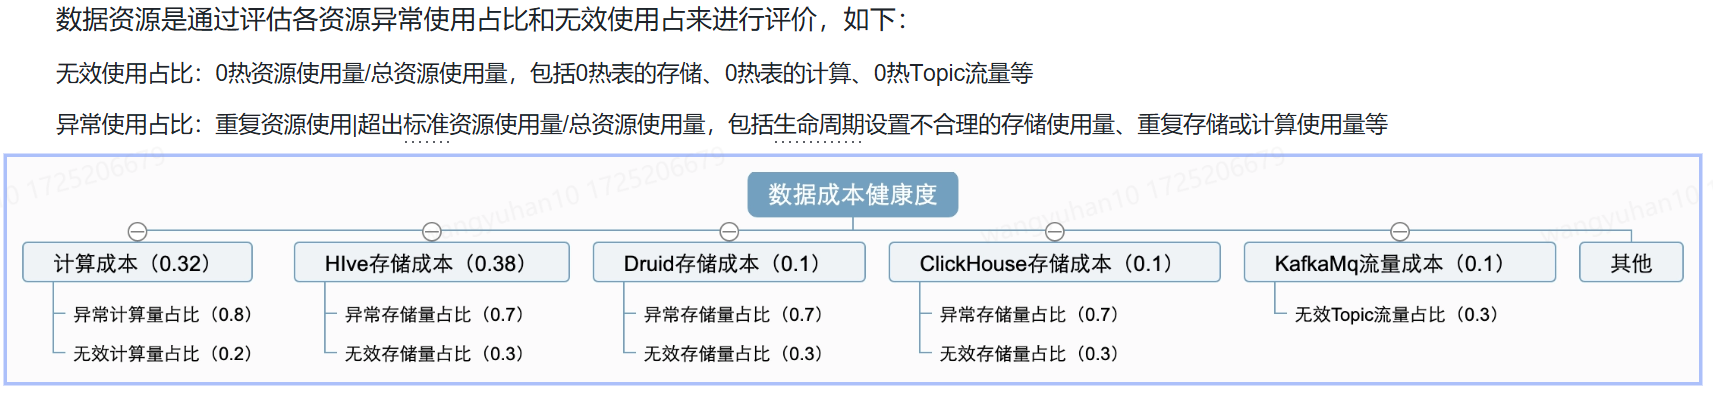 数据资源是通过评估各资源异常使用占比和无效使用占来进行评价，如下：
无效使用占比：0热资源使用量/总资源使用量，包括0热表的存储、0热表的计算、0热Topic流量等
异常使用占比：重复资源使用|超出标准资源使用量/总资源使用量，包括生命周期设置不合理的存储使用量、重复存储或计算使用量等
数据成本健康度
计算成本（0.32） HIve存储成本（0.38） Druid存储成本（0.1） ClickHouse存储成本（0.1） KafkaMq流量成本（0.1） 其他
异常计算量占比（0.8） 异常存储量占比（0.7） 异常存储量占比（0.7） 异常存储量占比（0.7） 无效Topic流量占比（0.3）
无效计算量占比（0.2） 无效存储量占比（0.3） 无效存储量占比（0.3） 无效存储量占比（0.3）
10 1725206679
wangyuhan10 1725206679
wangyuhan10 1725206679
wangyuhan10 1